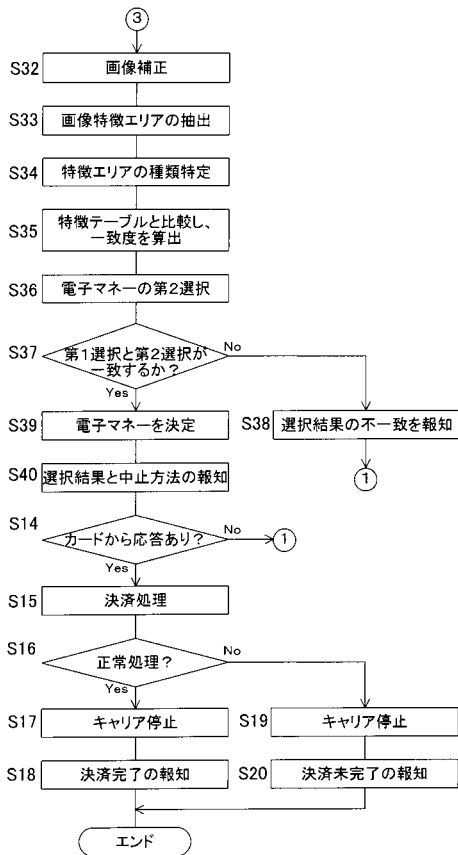 3
S32 画像補正
S33 画像特徴エリアの抽出
S34 特徴エリアの種類特定
S35 特徴テーブルと比較し、
一致度を算出
S36 電子マネーの第2選択
S37 第1選択と第2選択が
一致するか？
No
Yes
S39 電子マネーを決定
S38 選択結果の不一致を報知
1
S40 選択結果と中止方法の報知
S14 カードから応答あり？
No
1
Yes
S15 決済処理
S16 正常処理？
No
Yes
S17 キャリア停止
S19 キャリア停止
S18 決済完了の報知
S20 決済未完了の報知
エンド